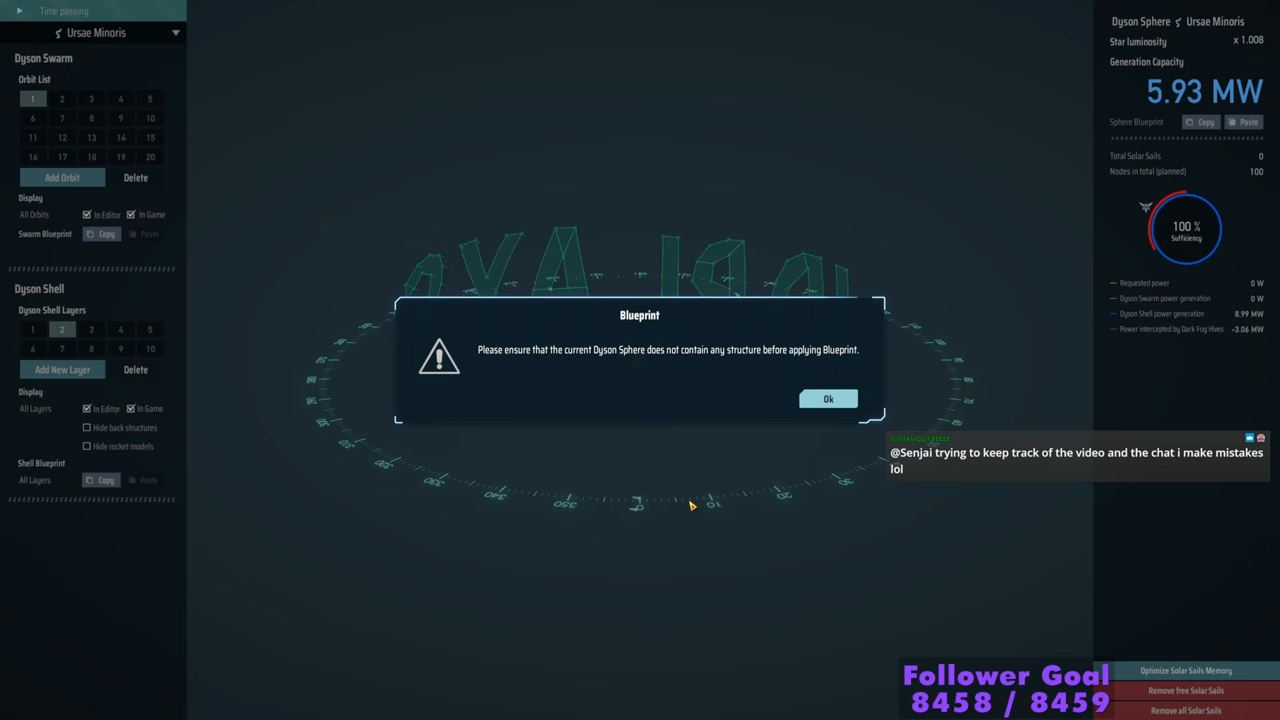 Time passing
Ursae Minoris
Dyson Swarm
Orbit List
1 2 3 4 5
6 7 8 9 10
11 12 13 14 15
16 17 18 19 20
Add Orbit Delete
Display
All Orbits In Editor In Game
Swarm Blueprint Copy Paste
Dyson Shell
Dyson Shell Layers
1 2 3 4 5
6 7 8 9 10
Add New Layer Delete
Display
All Layers In Editor In Game
Hide back structures
Hide rocket models
Shell Blueprint
All Layers Copy Paste
Blueprint
Please ensure that the current Dyson Sphere does not contain any structure before applying Blueprint.
Ok
330 340 350 0 10 20 30
Dyson Sphere Ursae Minoris
Star luminosity x 1.008
Generation Capacity
5.93 MW
Sphere Blueprint Copy Paste
Total Solar Sails 0
Nodes in total (planned) 100
100 %
Sufficiency
Requested power 0 W
Dyson Swarm power generation 0 W
Dyson Shell power generation 8.99 MW
Power intercepted by Dark Fog Hives -3.06 MW
@Senjai trying to keep track of the video and the chat i make mistakes
lol
Follower Goal
8458 / 8459
Optimize Solar Sails Memory
Remove free Solar Sails
Remove all Solar Sails